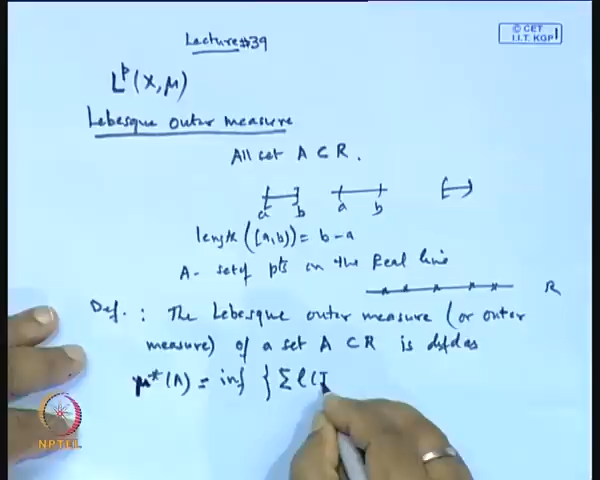 Lecture #39
© CET
I.I.T. KGP
L^p (X, μ)
Lebesgue outer measure
All set A ⊂ R.
a b a b
length ([a,b)) = b - a
A - set of pts on the Real line
R
Def. : The Lebesgue outer measure (or outer
measure) of a set A ⊂ R is dfd as
μ*(A) = inf { Σ l(I
NPTEL